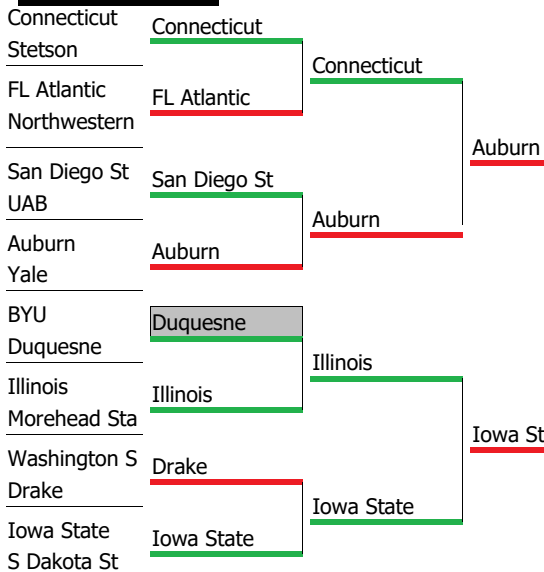 Connecticut
Stetson
FL Atlantic
Northwestern
San Diego St
UAB
Auburn
Yale
BYU
Duquesne
Illinois
Morehead Sta
Washington S
Drake
Iowa State
S Dakota St
Connecticut
FL Atlantic
San Diego St
Auburn
Duquesne
Illinois
Drake
Iowa State
Connecticut
Auburn
Illinois
Iowa State
Auburn
Iowa St